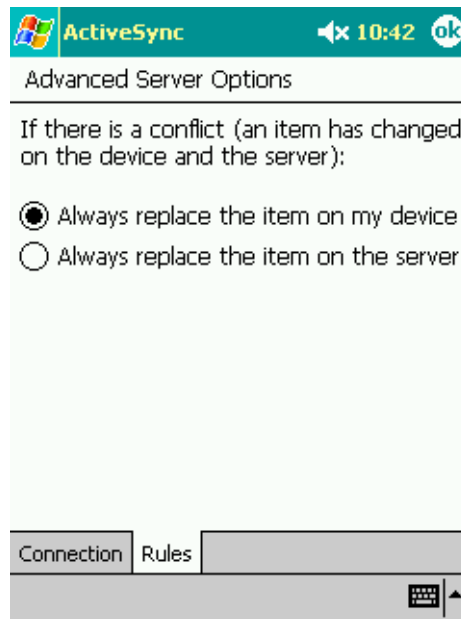 ActiveSync 10:42 ok
Advanced Server Options
If there is a conflict (an item has changed
on the device and the server):
Always replace the item on my device
Always replace the item on the server
Connection Rules